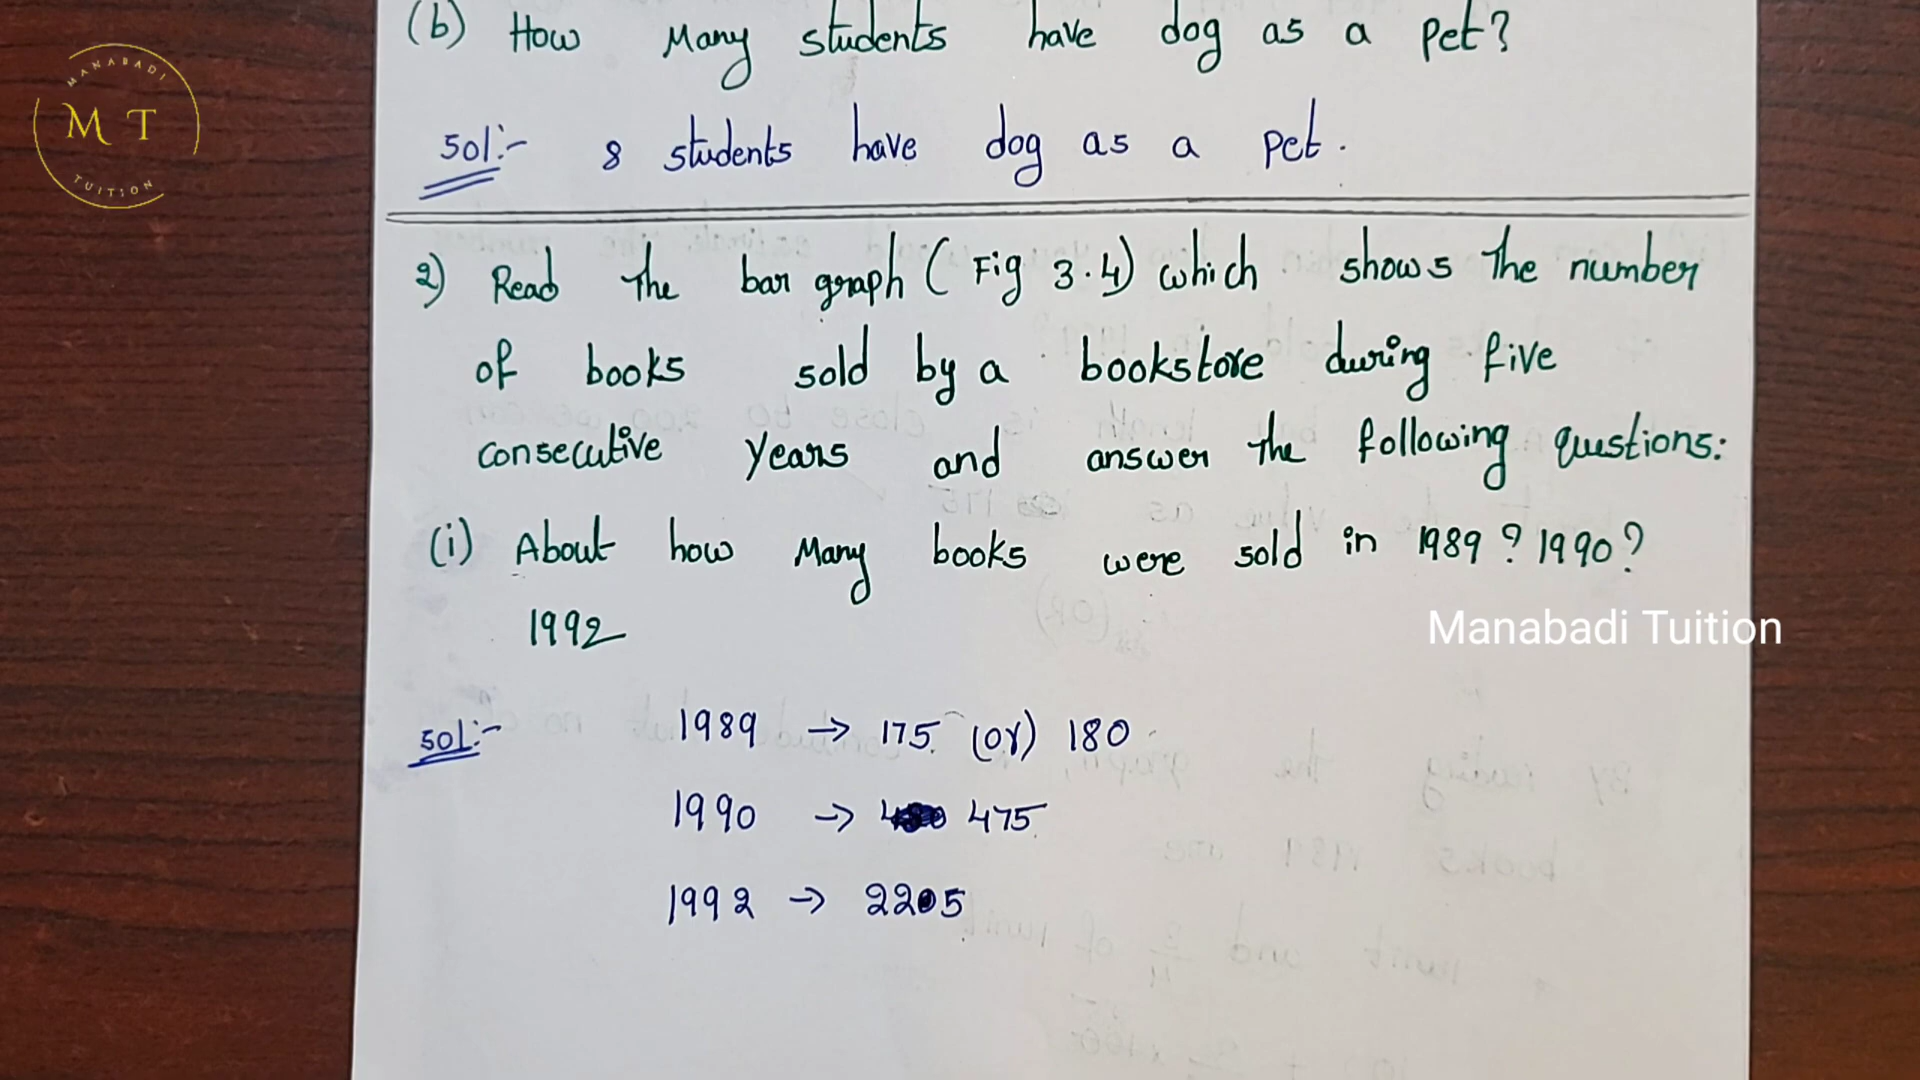 (b) How Many students have dog as a pet?
MANABADI
M T
TUITION
Sol:- 8 students have dog as a pet.
2) Read the bar graph (Fig 3.4) which shows the number
of books sold by a bookstore during five
consecutive years and answer the following questions:
(i) About how Many books were sold in 1989? 1990?
1992
Manabadi Tuition
Sol:- 1989 → 175 (or) 180
1990 → 475
1992 → 225